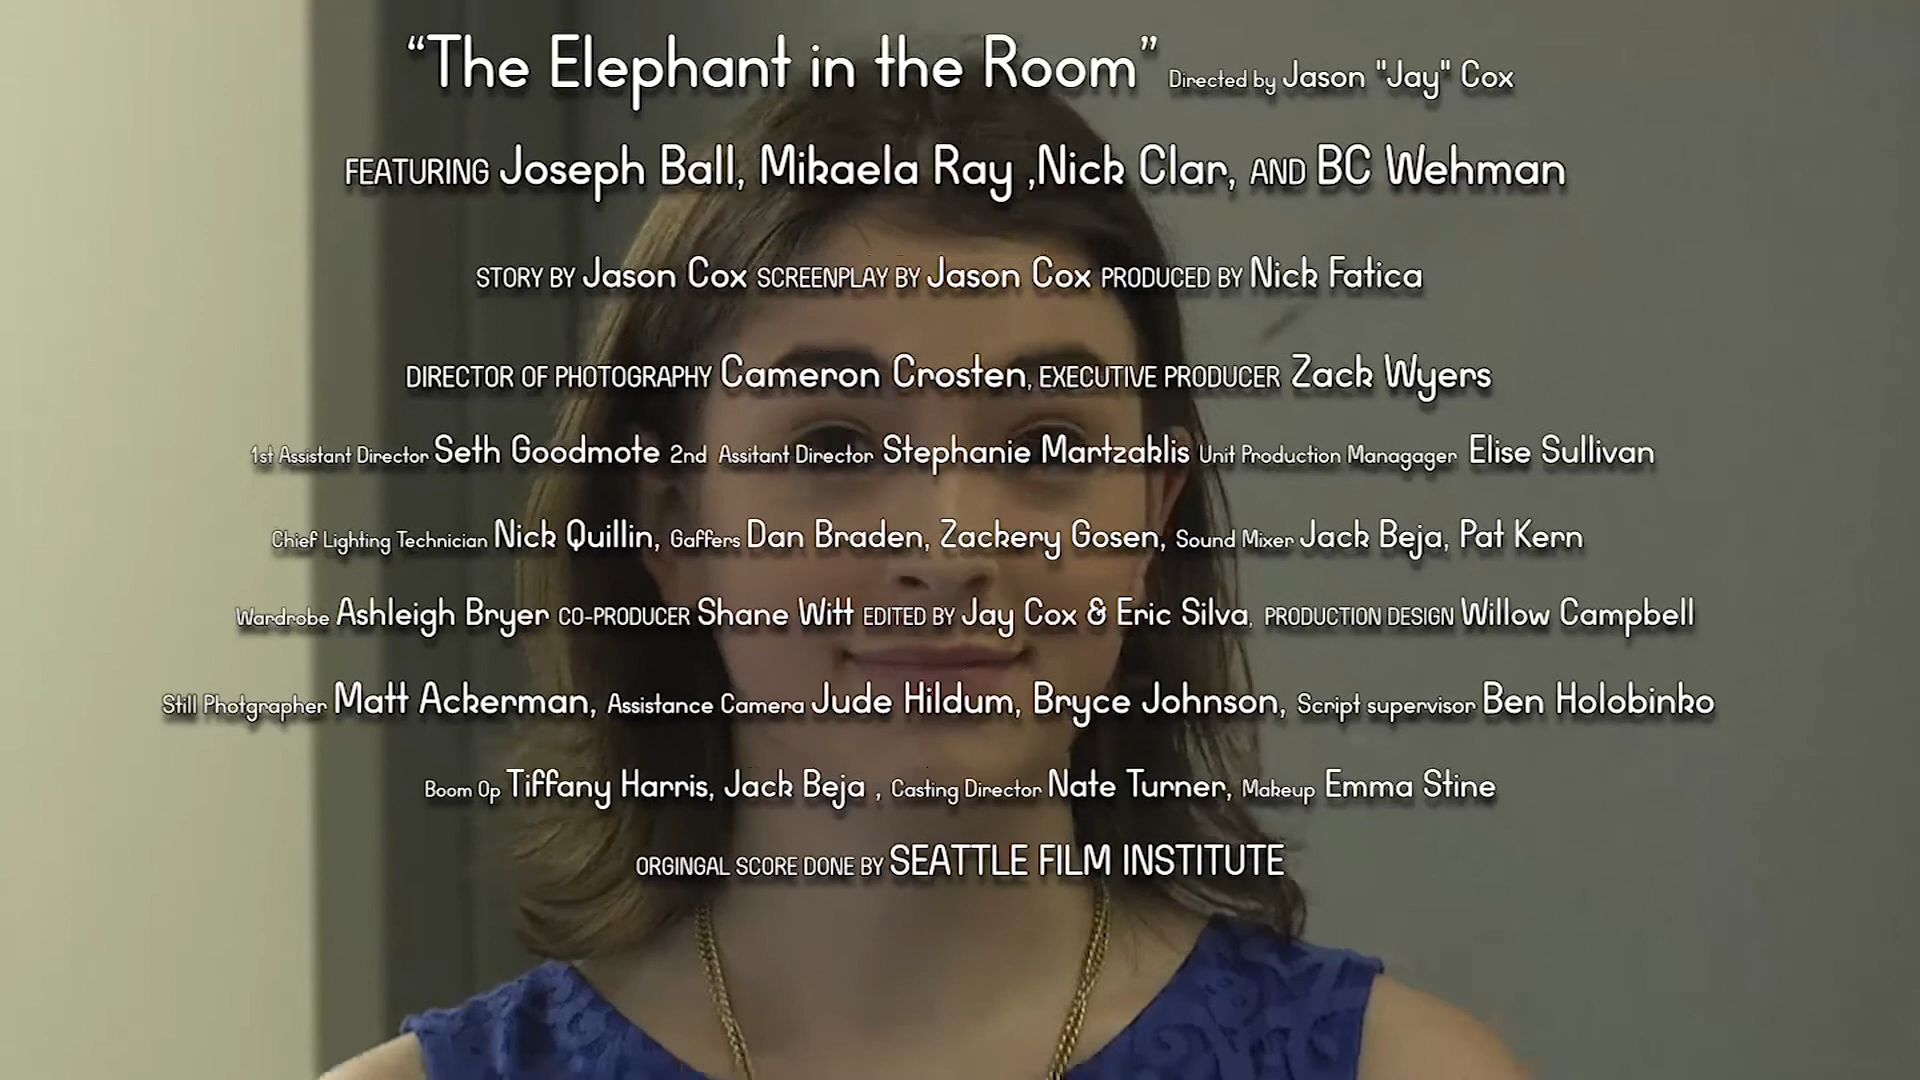 “The Elephant in the Room” Directed by Jason "Jay" Cox
FEATURING Joseph Ball, Mikaela Ray ,Nick Clar, AND BC Wehman
STORY BY Jason Cox SCREENPLAY BY Jason Cox PRODUCED BY Nick Fatica
DIRECTOR OF PHOTOGRAPHY Cameron Crosten, EXECUTIVE PRODUCER Zack Wyers
1st Assistant Director Seth Goodmote 2nd Assitant Director Stephanie Martzaklis Unit Production Managager Elise Sullivan
Chief Lighting Technician Nick Quillin, Gaffers Dan Braden, Zackery Gosen, Sound Mixer Jack Beja, Pat Kern
Wardrobe Ashleigh Bryer CO-PRODUCER Shane Witt EDITED BY Jay Cox & Eric Silva, PRODUCTION DESIGN Willow Campbell
Still Photgrapher Matt Ackerman, Assistance Camera Jude Hildum, Bryce Johnson, Script supervisor Ben Holobinko
Boom Op Tiffany Harris, Jack Beja , Casting Director Nate Turner, Makeup Emma Stine
ORGINGAL SCORE DONE BY SEATTLE FILM INSTITUTE